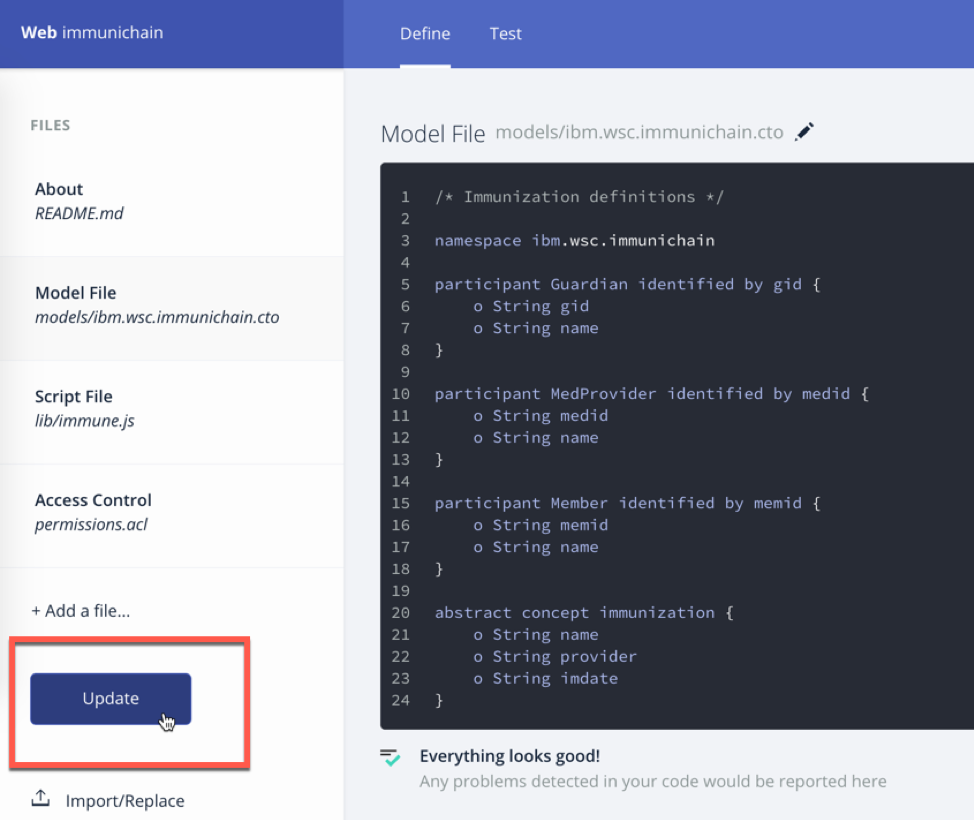 Web immunichain
Define
Test
FILES
About
README.md
Model File
models/ibm.wsc.immunichain.cto
Script File
lib/immune.js
Access Control
permissions.acl
+ Add a file...
Update
Import/Replace
Model File models/ibm.wsc.immunichain.cto
1 /* Immunization definitions */
2
3 namespace ibm.wsc.immunichain
4
5 participant Guardian identified by gid {
6     o String gid
7     o String name
8 }
9
10 participant MedProvider identified by medid {
11     o String medid
12     o String name
13 }
14
15 participant Member identified by memid {
16     o String memid
17     o String name
18 }
19
20 abstract concept immunization {
21     o String name
22     o String provider
23     o String imdate
24 }
Everything looks good!
Any problems detected in your code would be reported here